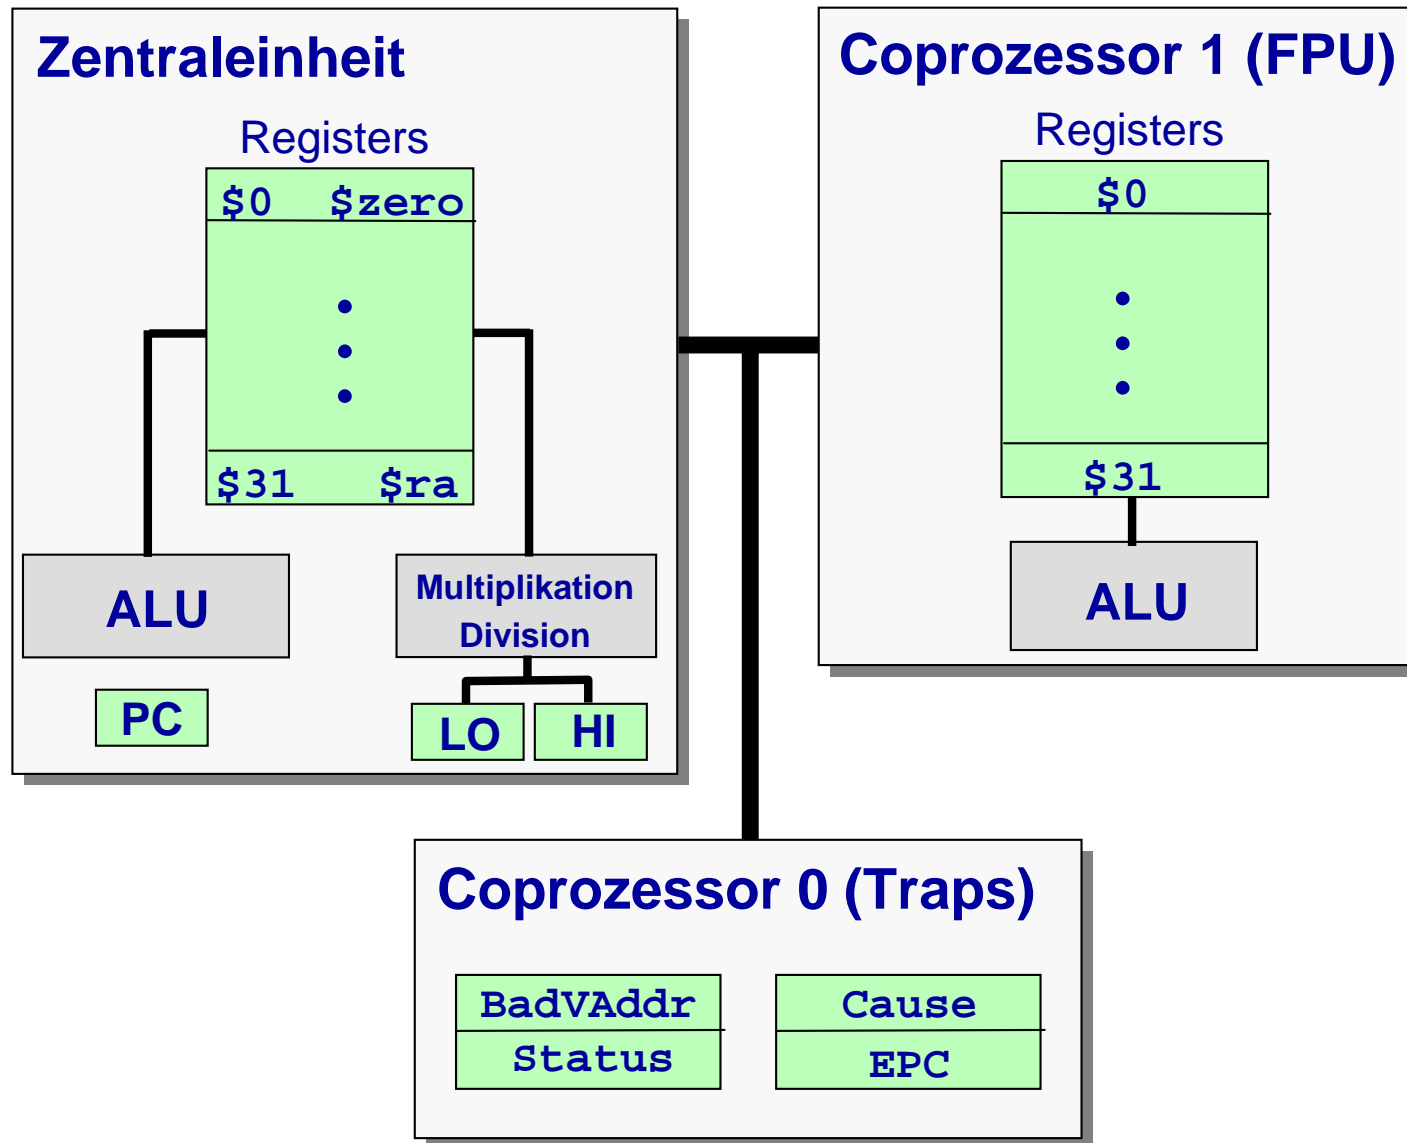 Zentraleinheit
Registers
$0 $zero
$31 $ra
ALU
Multiplikation
Division
PC
LO
HI
Coprozessor 1 (FPU)
Registers
$0
$31
ALU
Coprozessor 0 (Traps)
BadVAddr
Status
Cause
EPC